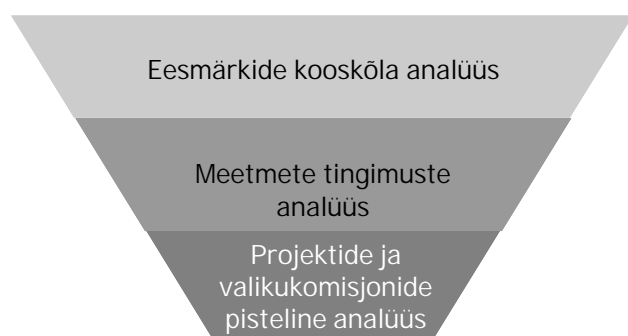 Eesmärkide kooskõla analüüs
Meetmete tingimuste
analüüs
Projektide ja
valikukomisjonide
pisteline analüüs